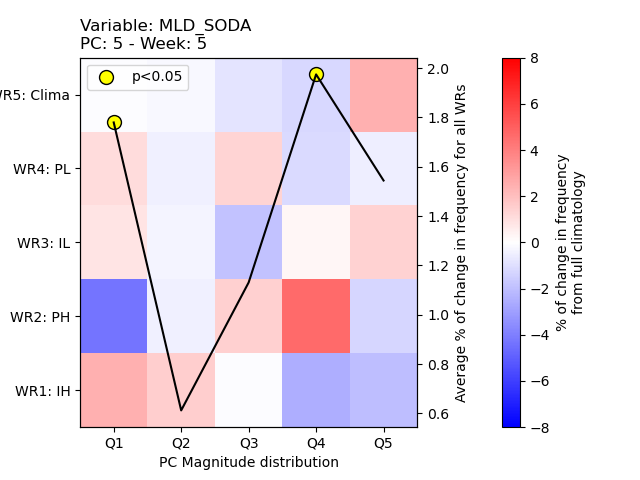 Variable: MLD_SODA
PC: 5 - Week: 5
p<0.05
WR5: Clima
WR4: PL
WR3: IL
WR2: PH
WR1: IH
Q1 Q2 Q3 Q4 Q5
PC Magnitude distribution
2.0
1.8
1.6
1.4
1.2
1.0
0.8
0.6
Average % of change in frequency for all WRs
8
6
4
2
0
−2
−4
−6
−8
% of change in frequency
from full climatology